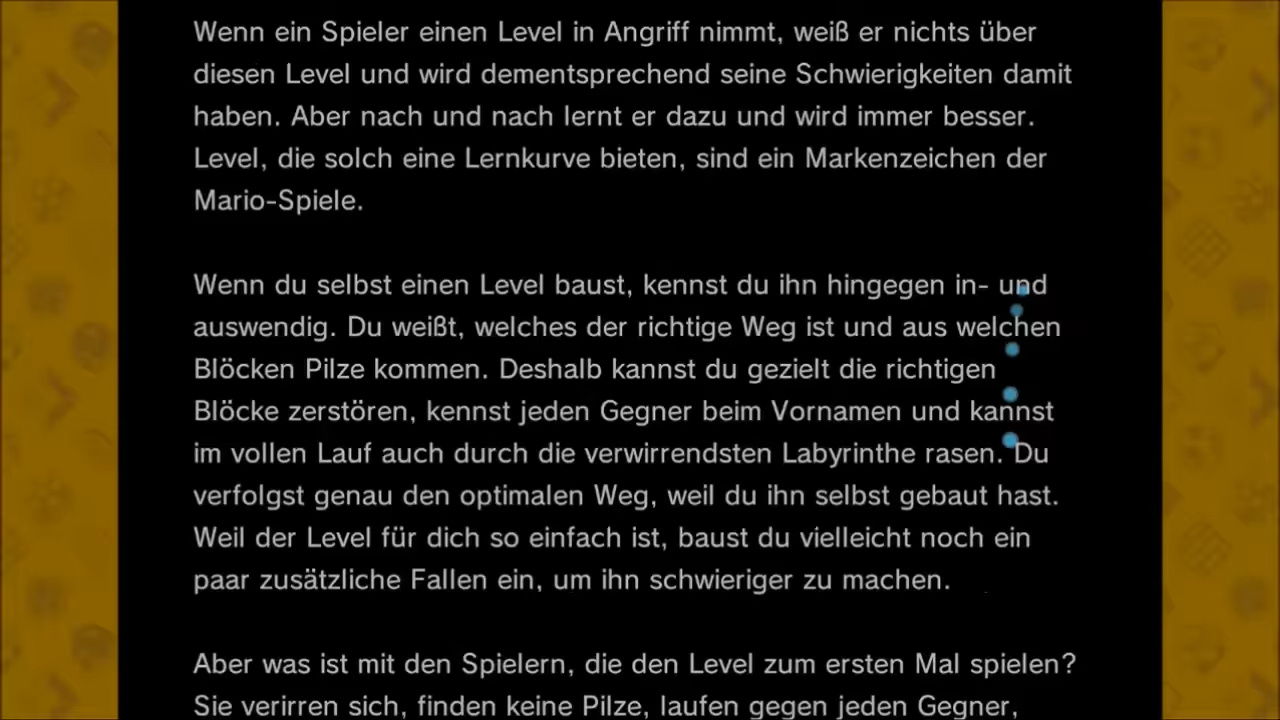 Wenn ein Spieler einen Level in Angriff nimmt, weiß er nichts über
diesen Level und wird dementsprechend seine Schwierigkeiten damit
haben. Aber nach und nach lernt er dazu und wird immer besser.
Level, die solch eine Lernkurve bieten, sind ein Markenzeichen der
Mario-Spiele.
Wenn du selbst einen Level baust, kennst du ihn hingegen in- und
auswendig. Du weißt, welches der richtige Weg ist und aus welchen
Blöcken Pilze kommen. Deshalb kannst du gezielt die richtigen
Blöcke zerstören, kennst jeden Gegner beim Vornamen und kannst
im vollen Lauf auch durch die verwirrendsten Labyrinthe rasen. Du
verfolgst genau den optimalen Weg, weil du ihn selbst gebaut hast.
Weil der Level für dich so einfach ist, baust du vielleicht noch ein
paar zusätzliche Fallen ein, um ihn schwieriger zu machen.
Aber was ist mit den Spielern, die den Level zum ersten Mal spielen?
Sie verirren sich, finden keine Pilze, laufen gegen jeden Gegner,